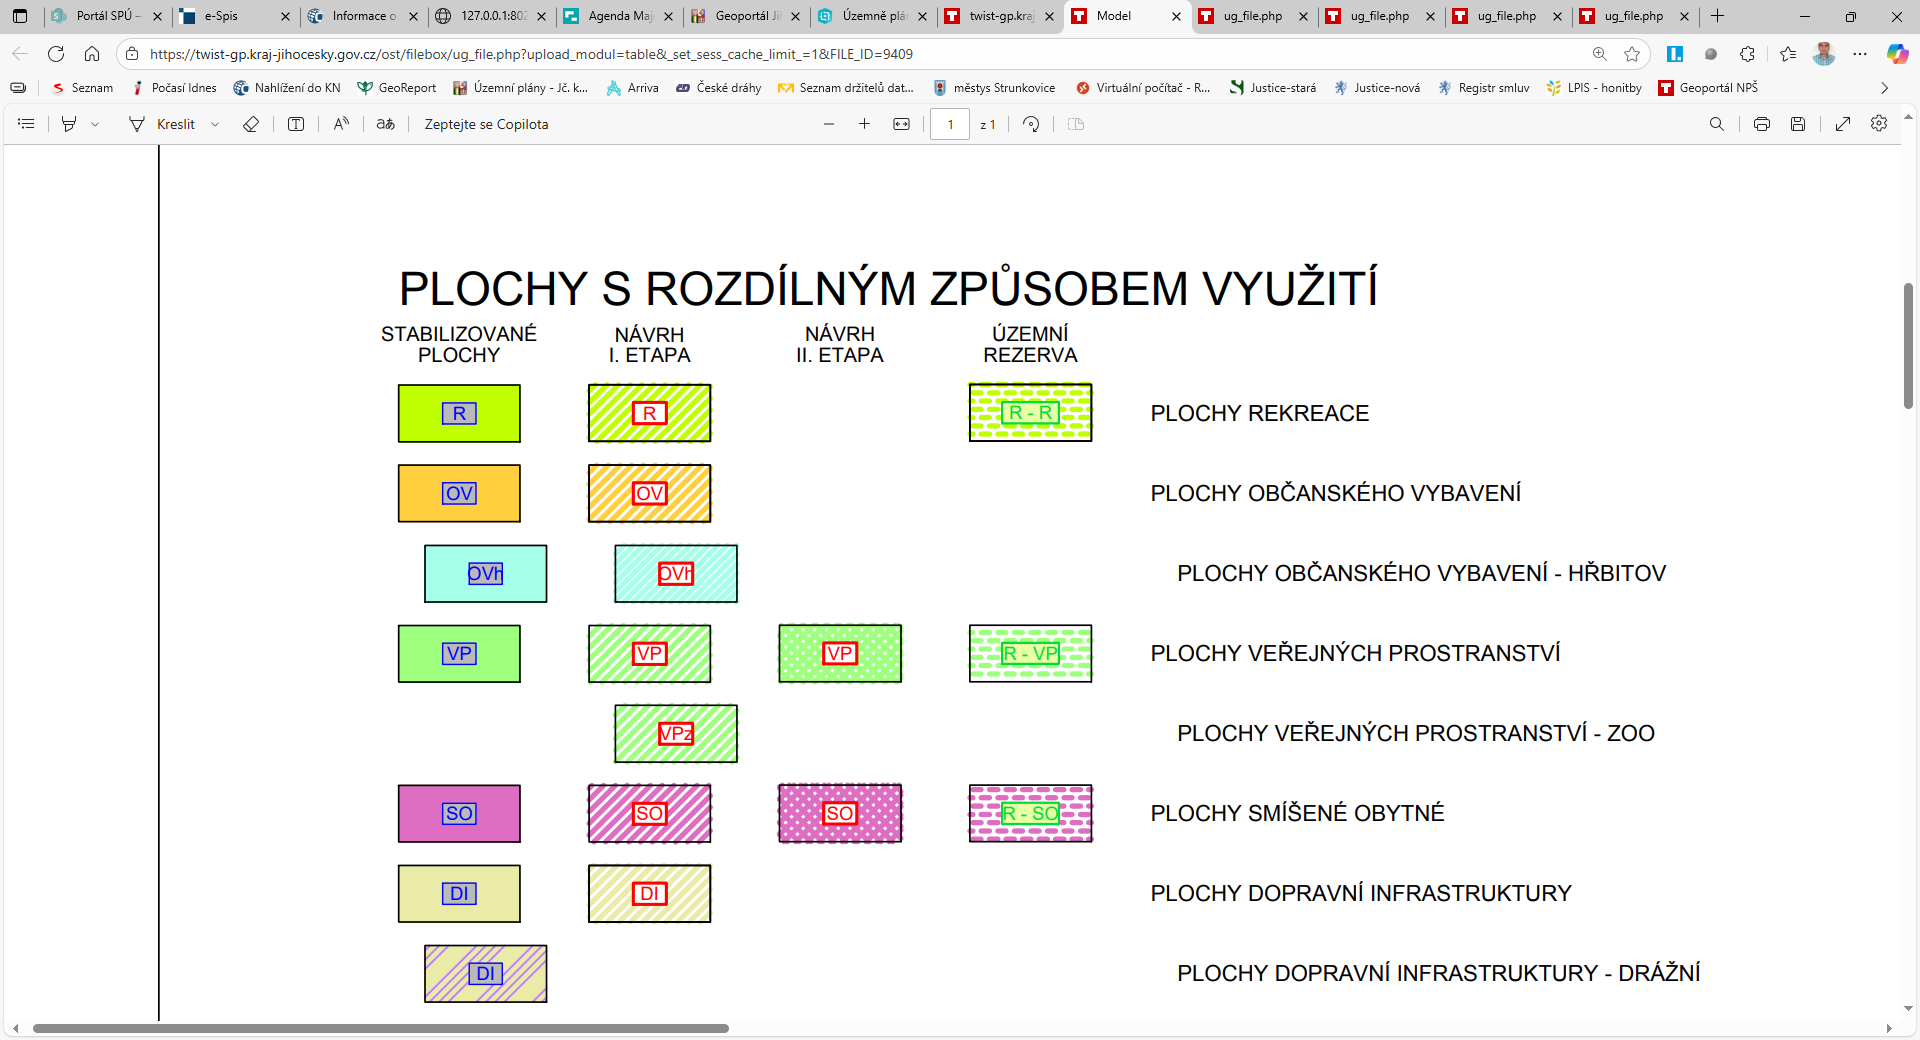 Portál SPÚ –
e-Spis
Informace o
127.0.0.1:802
Agenda Maj
Geoportál Ji
Územně plá
twist-gp.kraj
Model
ug_file.php
ug_file.php
ug_file.php
ug_file.php
https://twist-gp.kraj-jihocesky.gov.cz/ost/filebox/ug_file.php?upload_modul=table&_set_sess_cache_limit_=1&FILE_ID=9409
Seznam
Počasí Idnes
Nahlížení do KN
GeoReport
Územní plány - Jč. k...
Arriva
České dráhy
Seznam držitelů dat...
městys Strunkovice
Virtuální počítač - R...
Justice-stará
Justice-nová
Registr smluv
LPIS - honitby
Geoportál NPŠ
Kreslit
Zeptejte se Copilota
1 z 1
PLOCHY S ROZDÍLNÝM ZPŮSOBEM VYUŽITÍ
STABILIZOVANÉ PLOCHY
NÁVRH I. ETAPA
NÁVRH II. ETAPA
ÚZEMNÍ REZERVA
R R R - R PLOCHY REKREACE
OV OV PLOCHY OBČANSKÉHO VYBAVENÍ
OVh OVh PLOCHY OBČANSKÉHO VYBAVENÍ - HŘBITOV
VP VP VP R - VP PLOCHY VEŘEJNÝCH PROSTRANSTVÍ
VPz PLOCHY VEŘEJNÝCH PROSTRANSTVÍ - ZOO
SO SO SO R - SO PLOCHY SMÍŠENÉ OBYTNÉ
DI DI PLOCHY DOPRAVNÍ INFRASTRUKTURY
DI PLOCHY DOPRAVNÍ INFRASTRUKTURY - DRÁŽNÍ